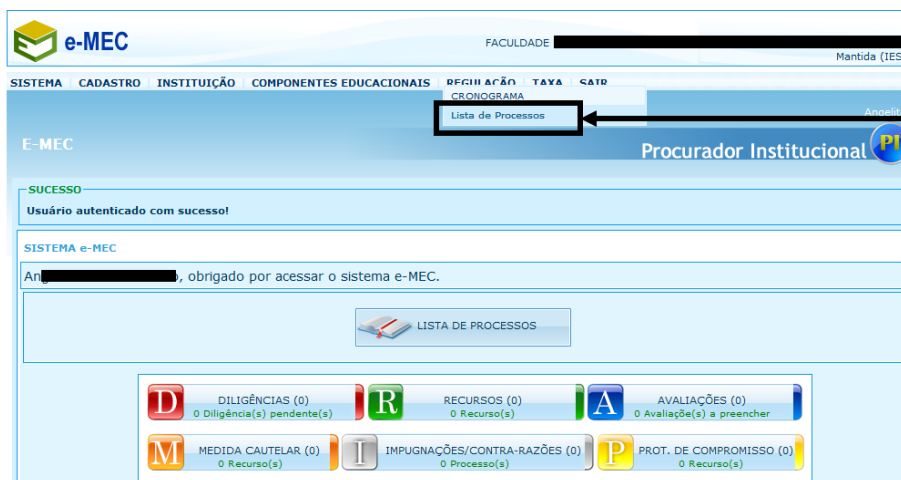 e-MEC
FACULDADE
Mantida (IES
SISTEMA CADASTRO INSTITUIÇÃO COMPONENTES EDUCACIONAIS REGULAÇÃO TAXA SAIR
CRONOGRAMA
Lista de Processos
Angelit
E-MEC
Procurador Institucional PI
SUCESSO
Usuário autenticado com sucesso!
SISTEMA e-MEC
An , obrigado por acessar o sistema e-MEC.
LISTA DE PROCESSOS
D DILIGÊNCIAS (0) R RECURSOS (0) A AVALIAÇÕES (0)
0 Diligência(s) pendente(s) 0 Recurso(s) 0 Avaliaçõe(s) a preencher
M MEDIDA CAUTELAR (0) I IMPUGNAÇÕES/CONTRA-RAZÕES (0) P PROT. DE COMPROMISSO (0)
0 Recurso(s) 0 Processo(s) 0 Recurso(s)